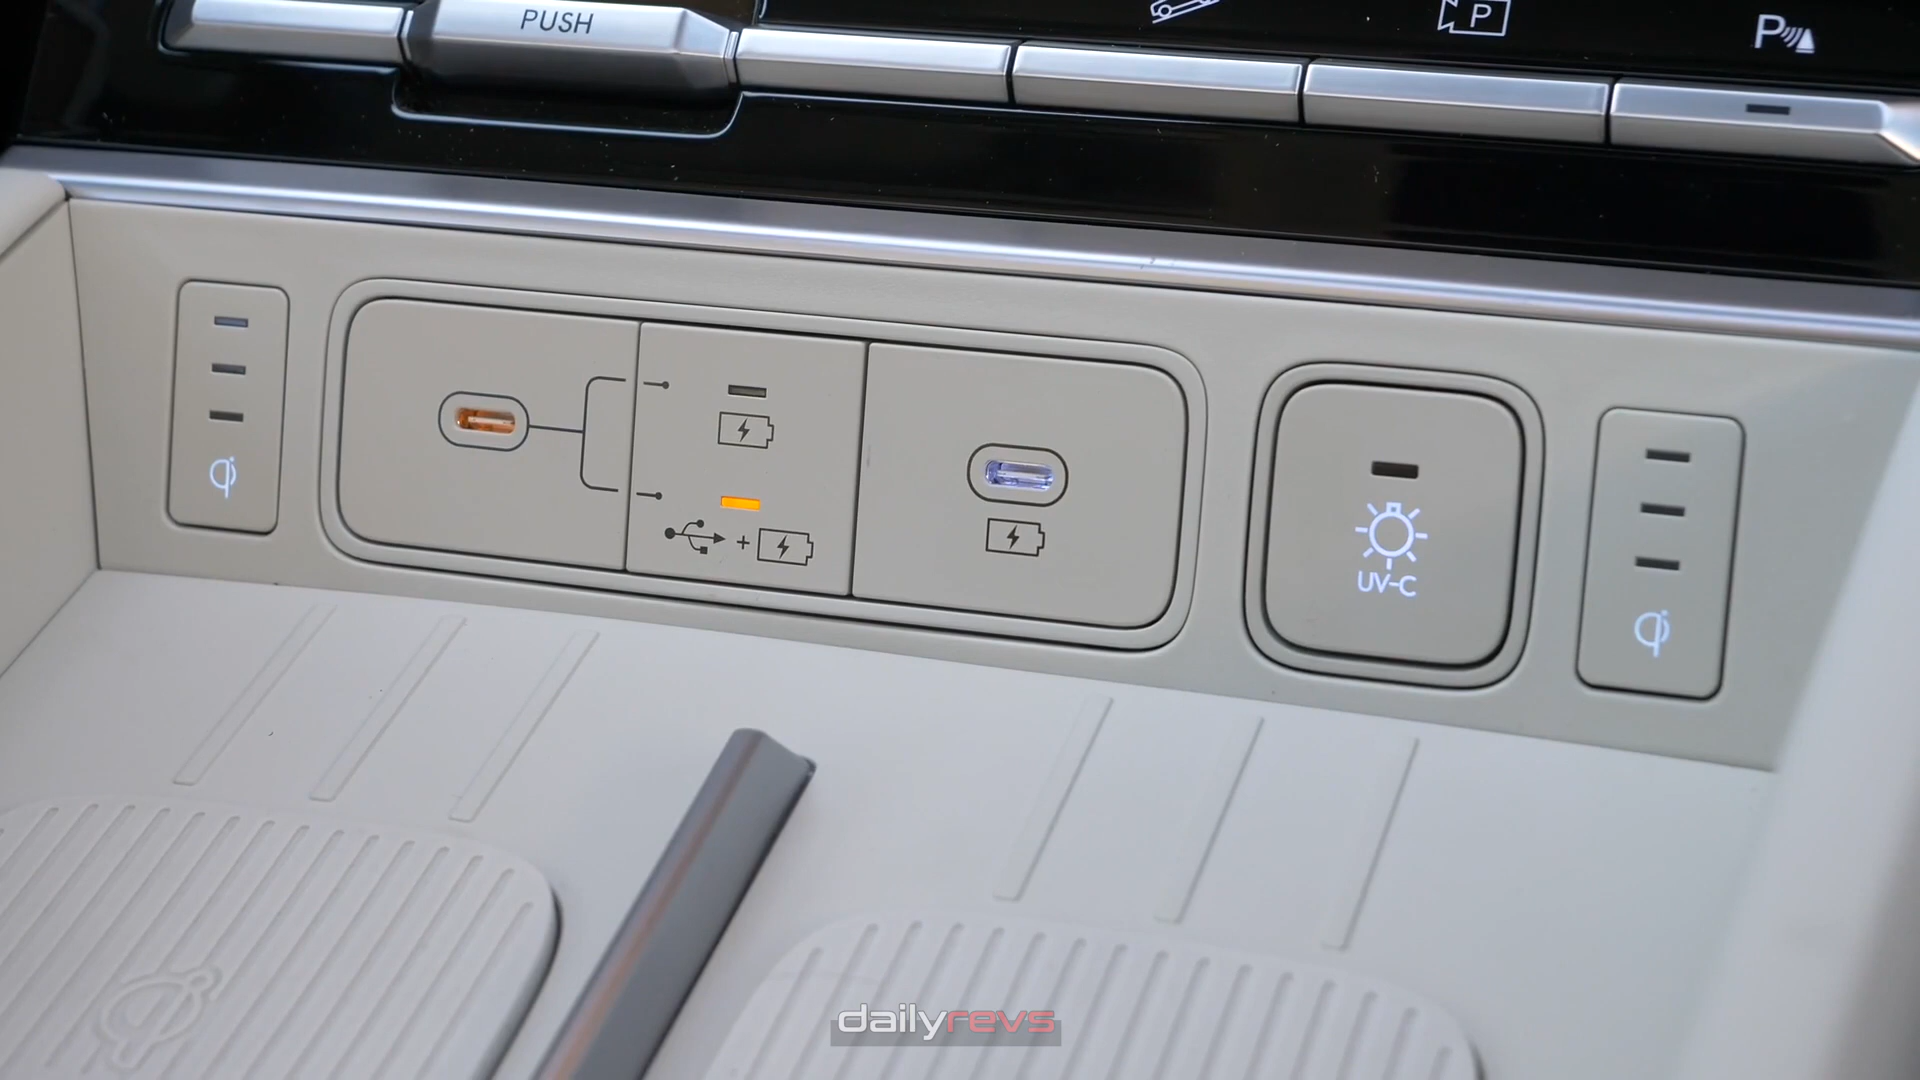 PUSH
P
P
+
UV-C
dailyrevs